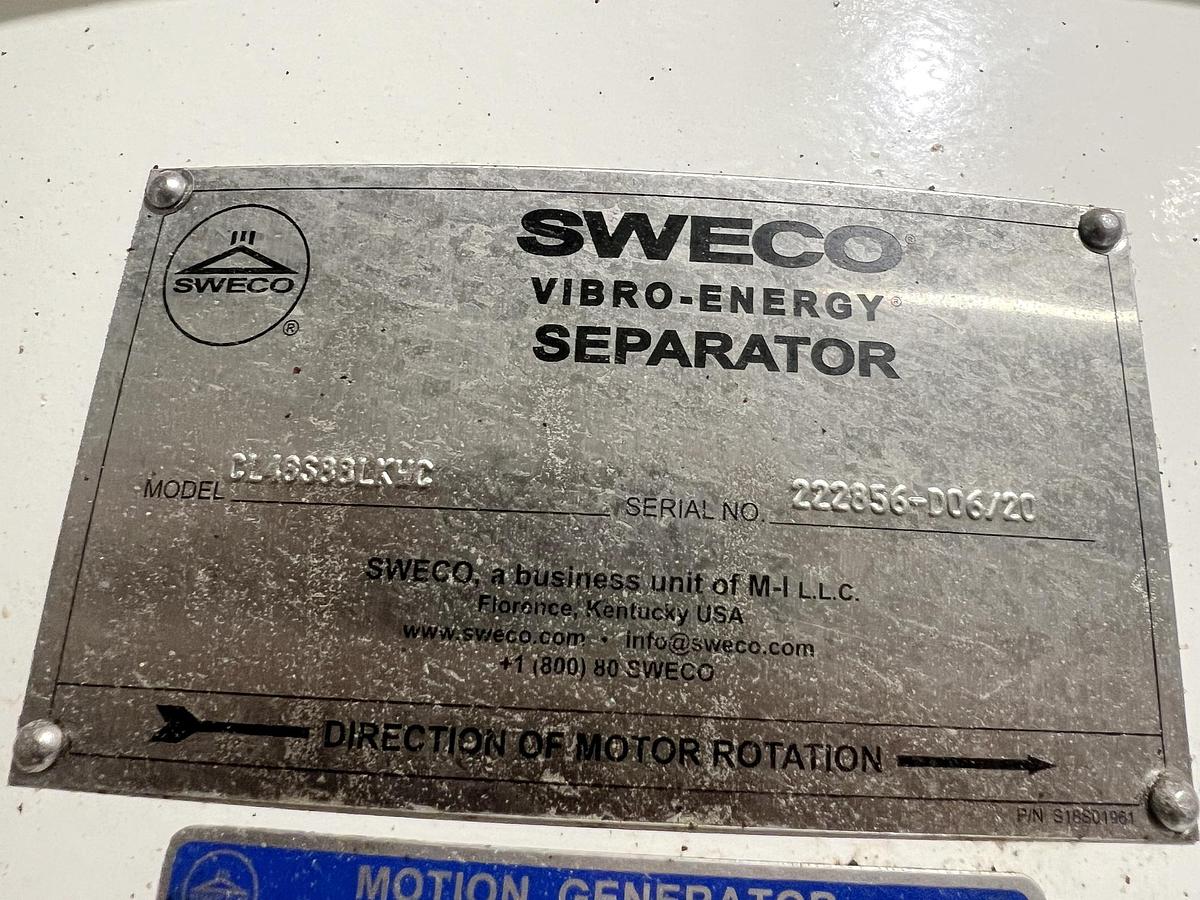 SWECO ®
SWECO®
VIBRO-ENERGY®
SEPARATOR
MODEL
SERIAL NO. 222856-D06/20
SWECO, a business unit of M-I L.L.C.
Florence, Kentucky USA
www.sweco.com • info@sweco.com
+1 (800) 80 SWECO
DIRECTION OF MOTOR ROTATION
P/N S18S01961
MOTION GENERATOR